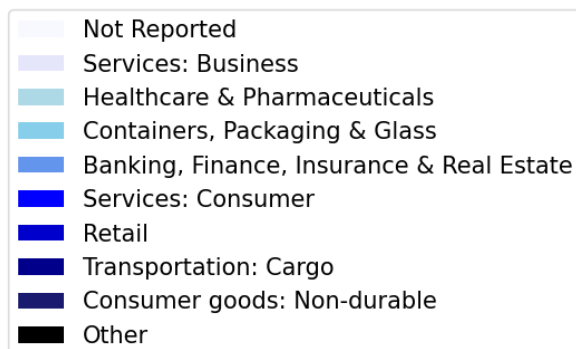 Not Reported
Services: Business
Healthcare & Pharmaceuticals
Containers, Packaging & Glass
Banking, Finance, Insurance & Real Estate
Services: Consumer
Retail
Transportation: Cargo
Consumer goods: Non-durable
Other